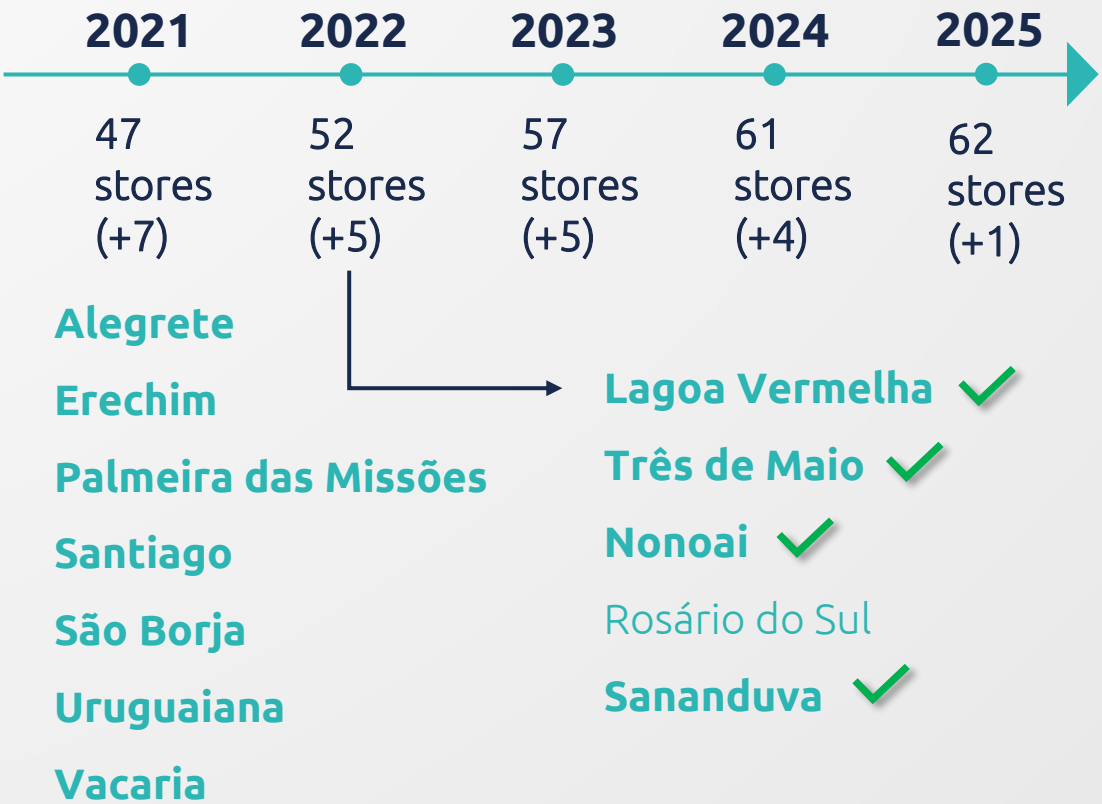 2021
2022
2023
2024
2025
47
stores
(+7)
52
stores
(+5)
57
stores
(+5)
61
stores
(+4)
62
stores
(+1)
Alegrete
Erechim
Palmeira das Missões
Santiago
São Borja
Uruguaiana
Vacaria
Lagoa Vermelha
Três de Maio
Nonoai
Rosário do Sul
Sananduva